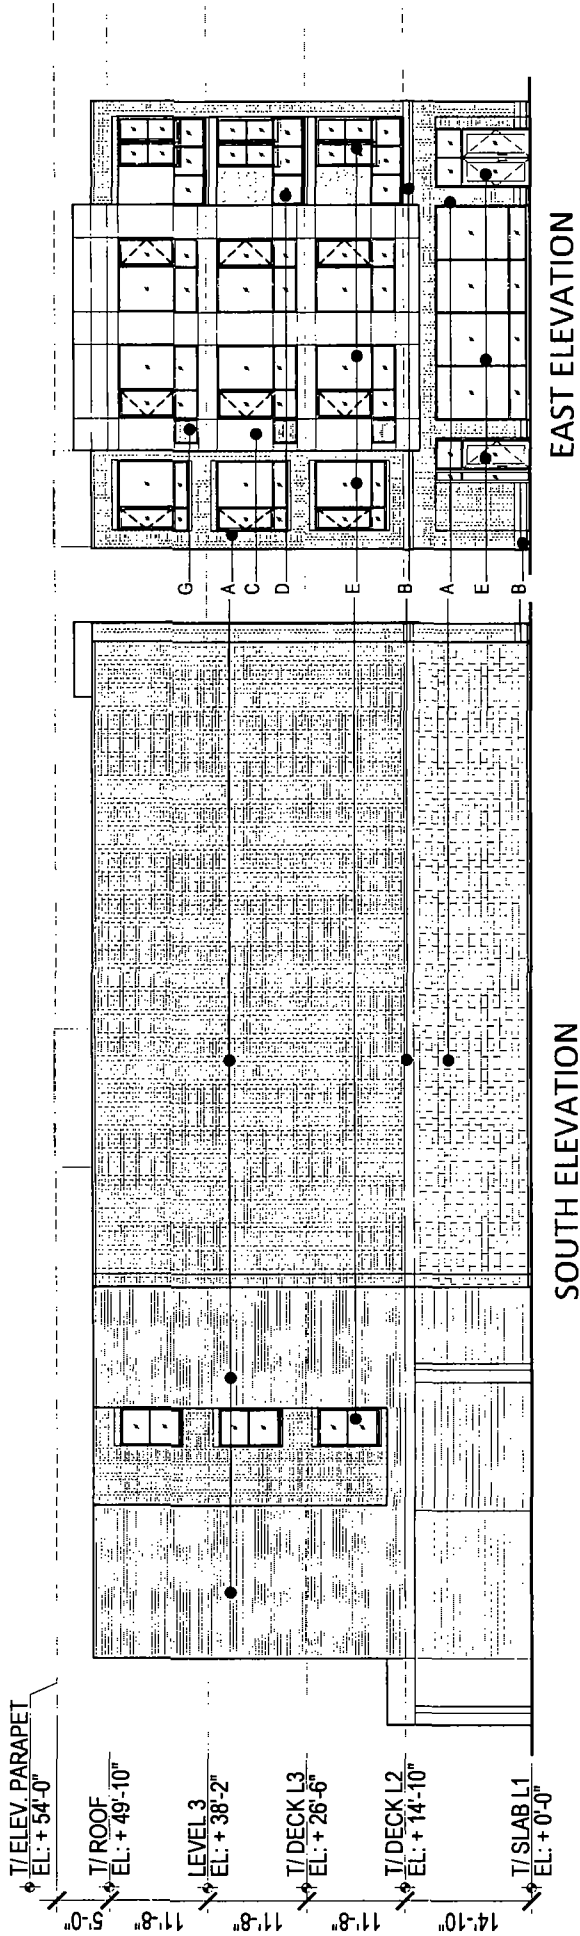 T/ ELEV. PARAPET
EL: + 54'-0"
T/ ROOF
EL: + 49'-10"
LEVEL 3
EL: + 38'-2"
T/ DECK L3
EL: + 26'-6"
T/ DECK L2
EL: + 14'-10"
T/ SLAB L1
EL: + 0'-0"
5'-0"
11'-8"
11'-8"
11'-8"
14'-10"
G
A
C
D
E
B
A
E
B
SOUTH ELEVATION
EAST ELEVATION